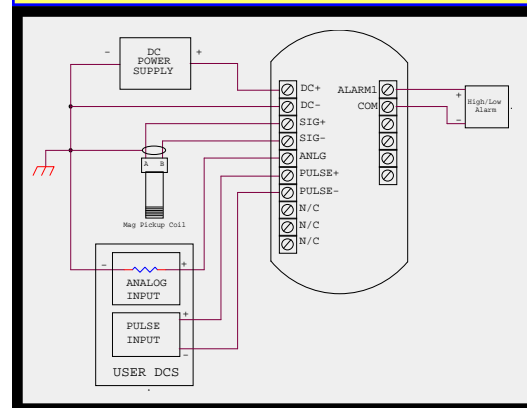 - DC +
POWER
SUPPLY
DC+
DC-
SIG+
SIG-
ANLG
PULSE+
PULSE-
N/C
N/C
N/C
ALARM1
COM
+
High/Low
Alarm
-
A B
Mag Pickup Coil
- +
ANALOG
INPUT
+
PULSE
INPUT
-
USER DCS